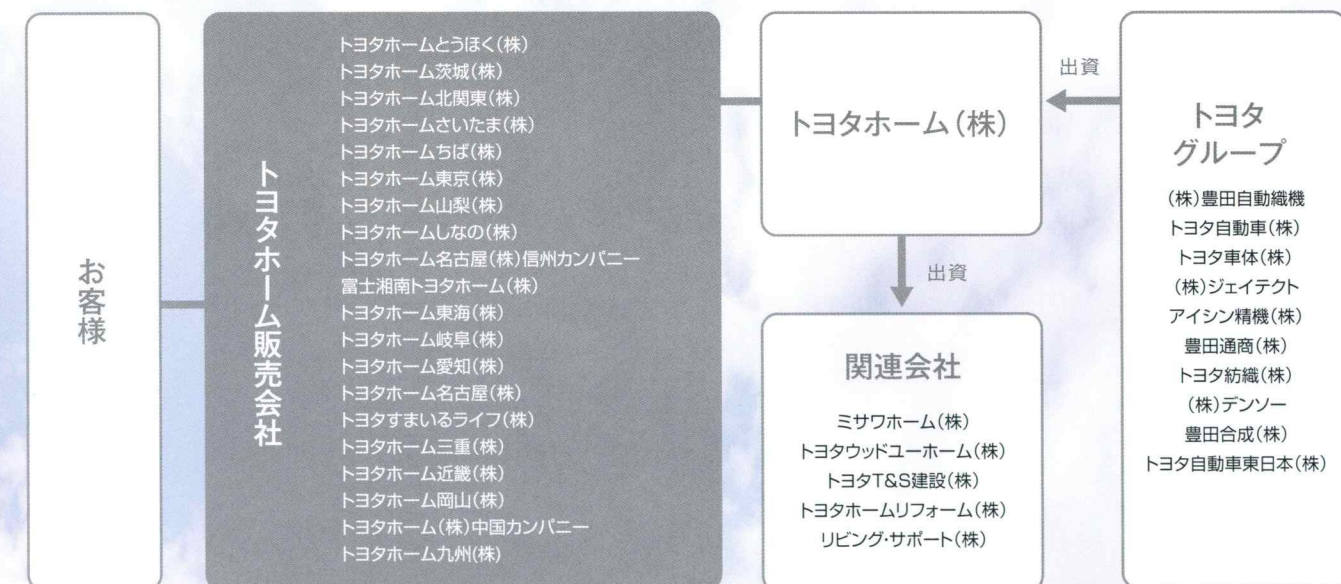 お客様
トヨタホーム販売会社
トヨタホームとうほく(株)
トヨタホーム茨城(株)
トヨタホーム北関東(株)
トヨタホームさいたま(株)
トヨタホームちば(株)
トヨタホーム東京(株)
トヨタホーム山梨(株)
トヨタホームしなの(株)
トヨタホーム名古屋(株)信州カンパニー
富士湘南トヨタホーム(株)
トヨタホーム東海(株)
トヨタホーム岐阜(株)
トヨタホーム愛知(株)
トヨタホーム名古屋(株)
トヨタすまいるライフ(株)
トヨタホーム三重(株)
トヨタホーム近畿(株)
トヨタホーム岡山(株)
トヨタホーム(株)中国カンパニー
トヨタホーム九州(株)
トヨタホーム(株)
出資
関連会社
ミサワホーム(株)
トヨタウッドユーホーム(株)
トヨタT&S建設(株)
トヨタホームリフォーム(株)
リビング・サポート(株)
出資
トヨタ
グループ
(株)豊田自動織機
トヨタ自動車(株)
トヨタ車体(株)
(株)ジェイテクト
アイシン精機(株)
豊田通商(株)
トヨタ紡織(株)
(株)デンソー
豊田合成(株)
トヨタ自動車東日本(株)